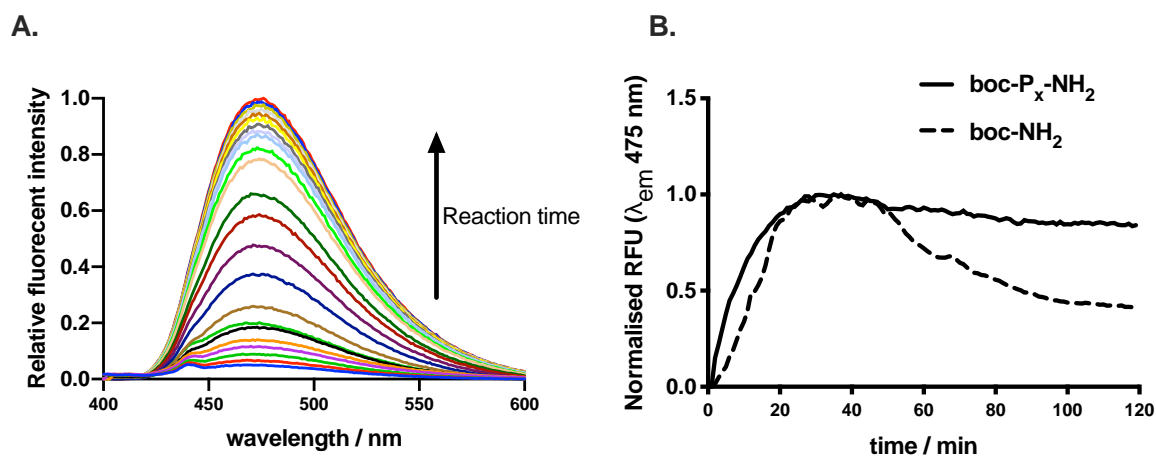 A.
Relative fluorecent intensity
1.0
0.8
0.6
0.4
0.2
0.0
400
450
500
550
600
wavelength / nm
Reaction time
B.
Normalised RFU (λem 475 nm)
1.5
1.0
0.5
0.0
0
20
40
60
80
100
120
time / min
boc-Px-NH2
boc-NH2